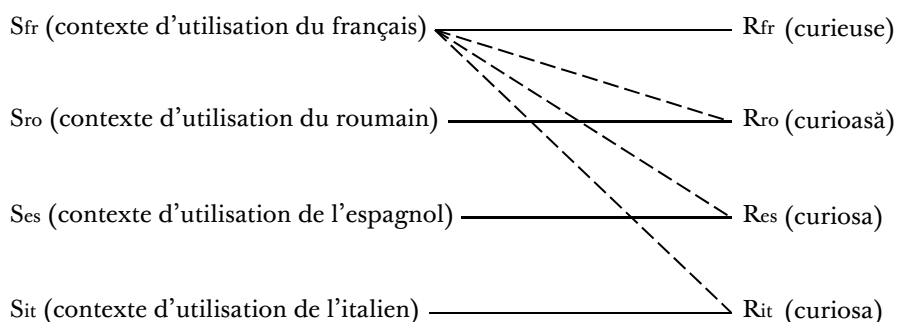 Sfr (contexte d’utilisation du français) Rfr (curieuse)
Sro (contexte d’utilisation du roumain) Rro (curioasă)
Ses (contexte d’utilisation de l’espagnol) Res (curiosa)
Sit (contexte d’utilisation de l’italien) Rit (curiosa)